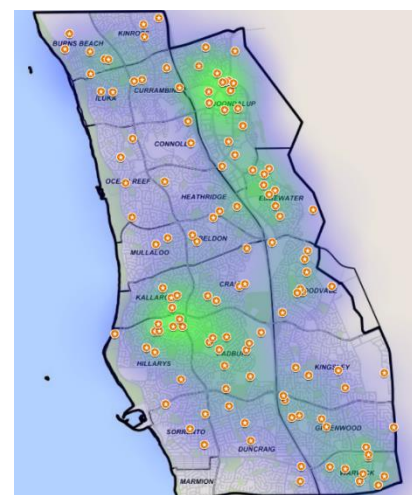 KINROSS
BURNS BEACH
CURRAMBINE
ILUKA
JOONDALUP
CONNOLLY
OCEAN REEF
EDGEWATER
HEATHRIDGE
BELDON
MULLALOO
WOODVALE
KALLAROO
HILLARYS
PADBURY
KINGSLEY
SORRENTO
GREENWOOD
DUNCRAIG
WARWICK
MARMION